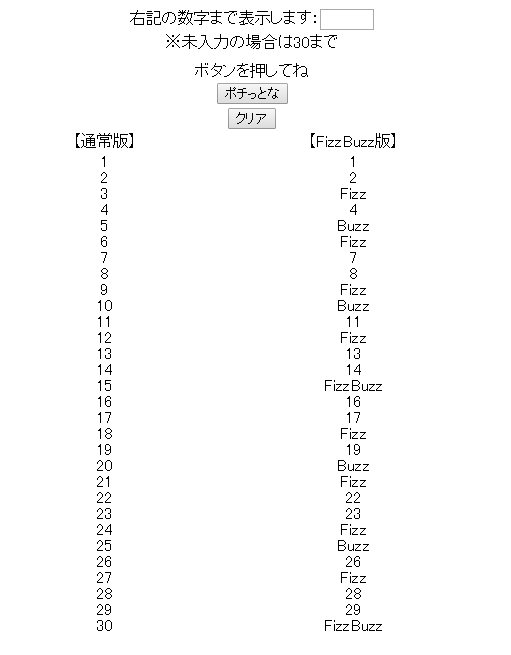 右記の数字まで表示します：
※未入力の場合は30まで
ボタンを押してね
ポチっとな
クリア
【通常版】 【FizzBuzz版】
1 1
2 2
3 Fizz
4 4
5 Buzz
6 Fizz
7 7
8 8
9 Fizz
10 Buzz
11 11
12 Fizz
13 13
14 14
15 FizzBuzz
16 16
17 17
18 Fizz
19 19
20 Buzz
21 Fizz
22 22
23 23
24 Fizz
25 Buzz
26 26
27 Fizz
28 28
29 29
30 FizzBuzz